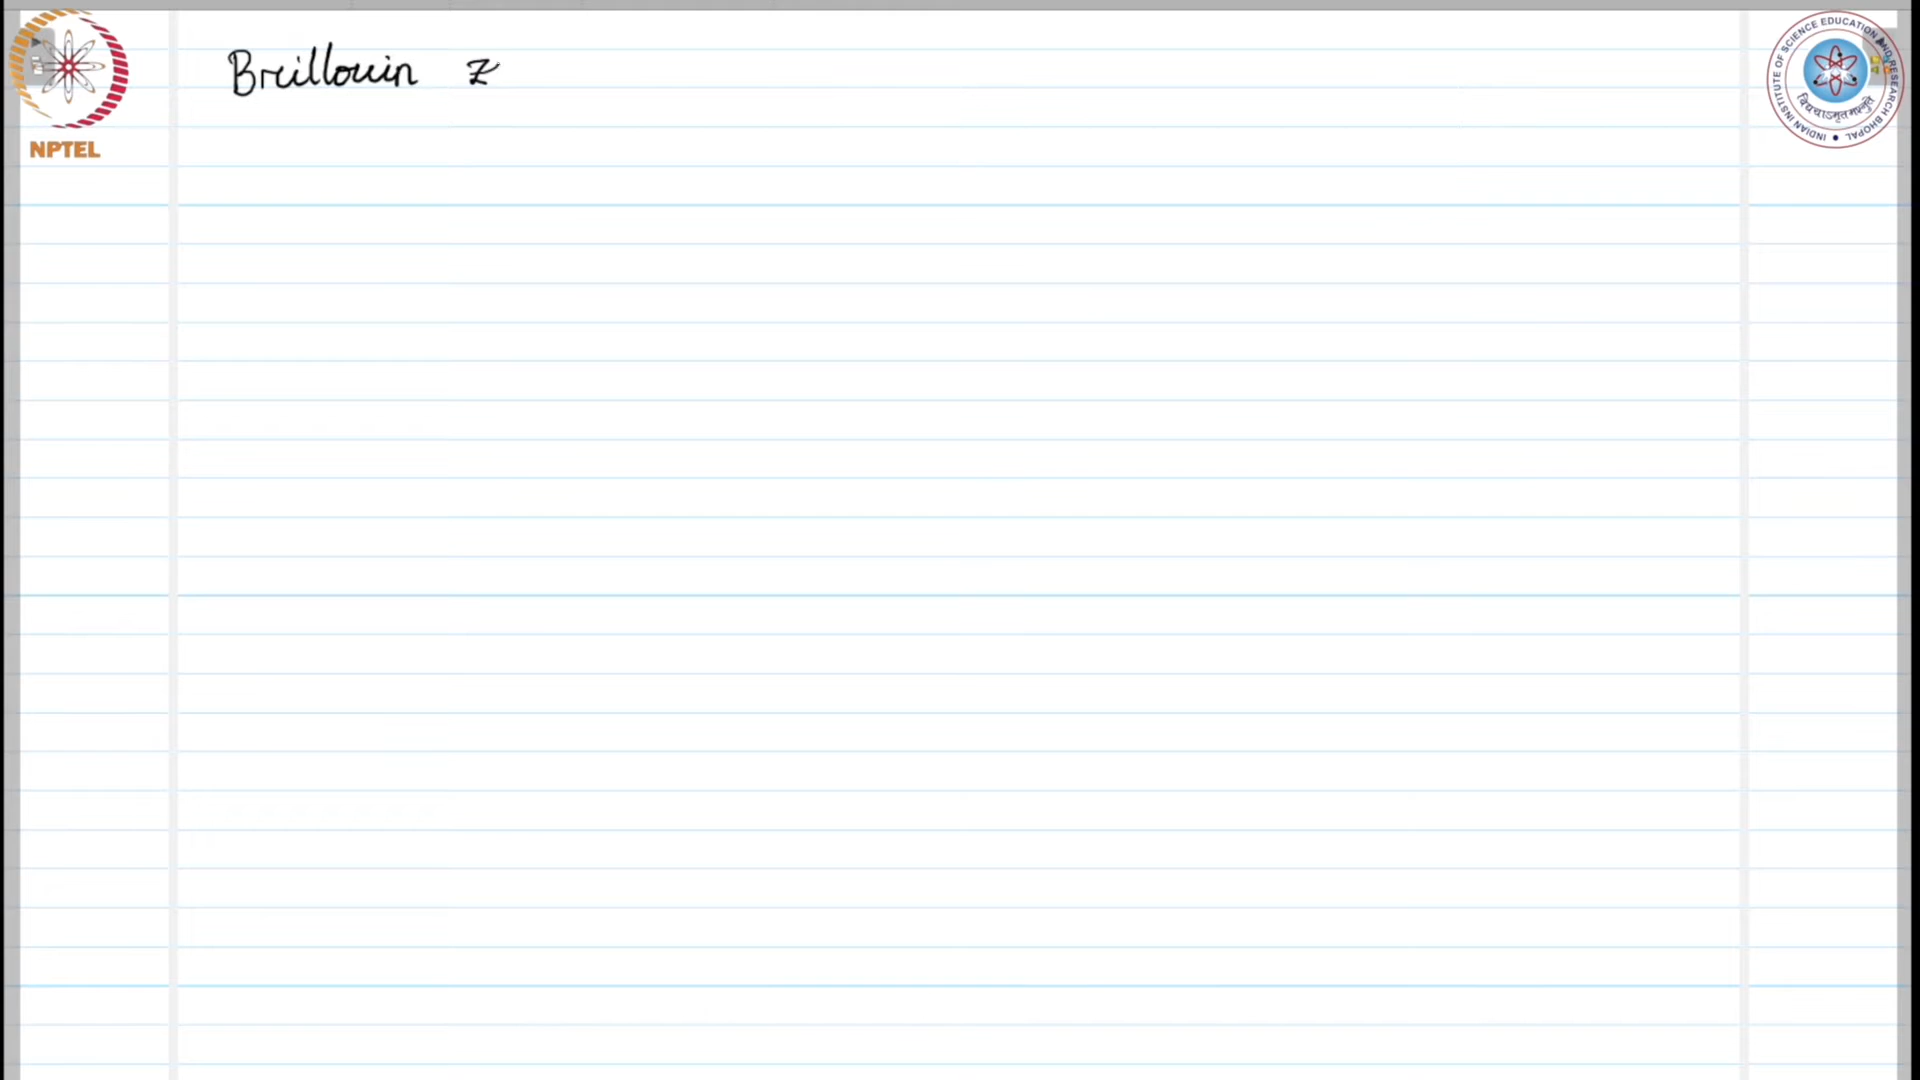 Brillouin z
NPTEL
INDIAN INSTITUTE OF SCIENCE EDUCATION AND RESEARCH BHOPAL